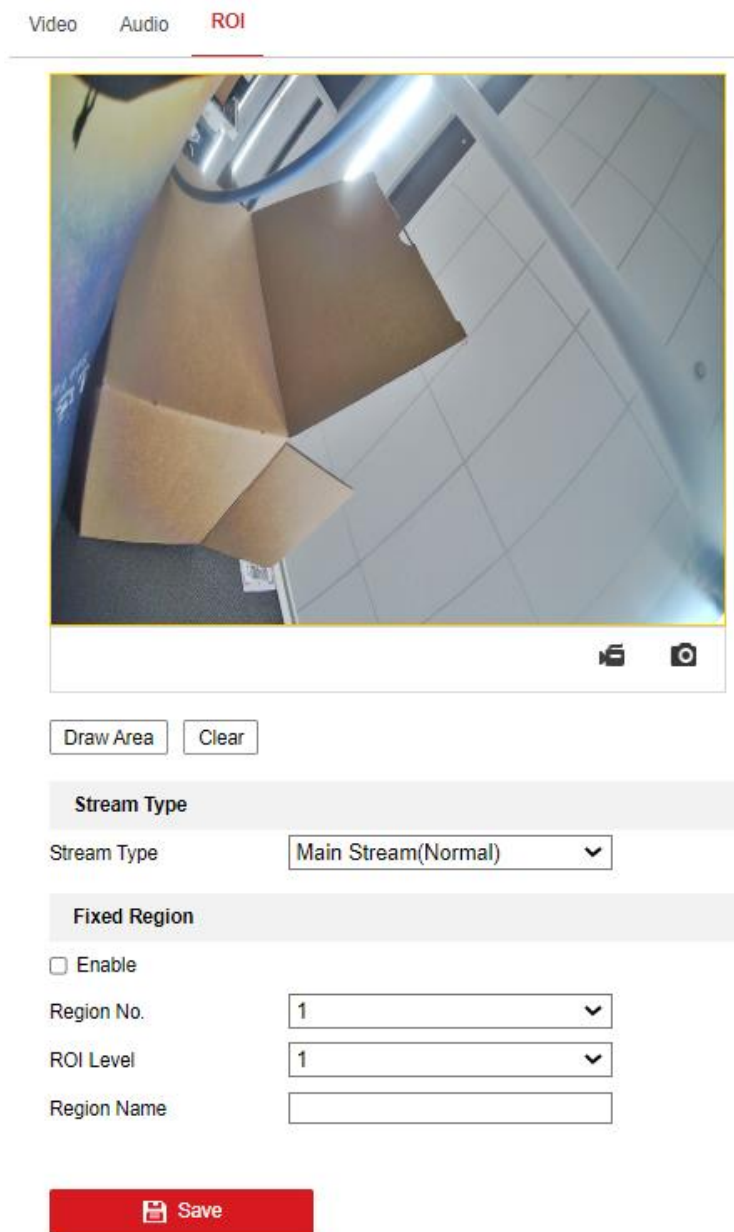 Video Audio ROI
Draw Area Clear
Stream Type
Stream Type Main Stream(Normal)
Fixed Region
Enable
Region No. 1
ROI Level 1
Region Name
Save